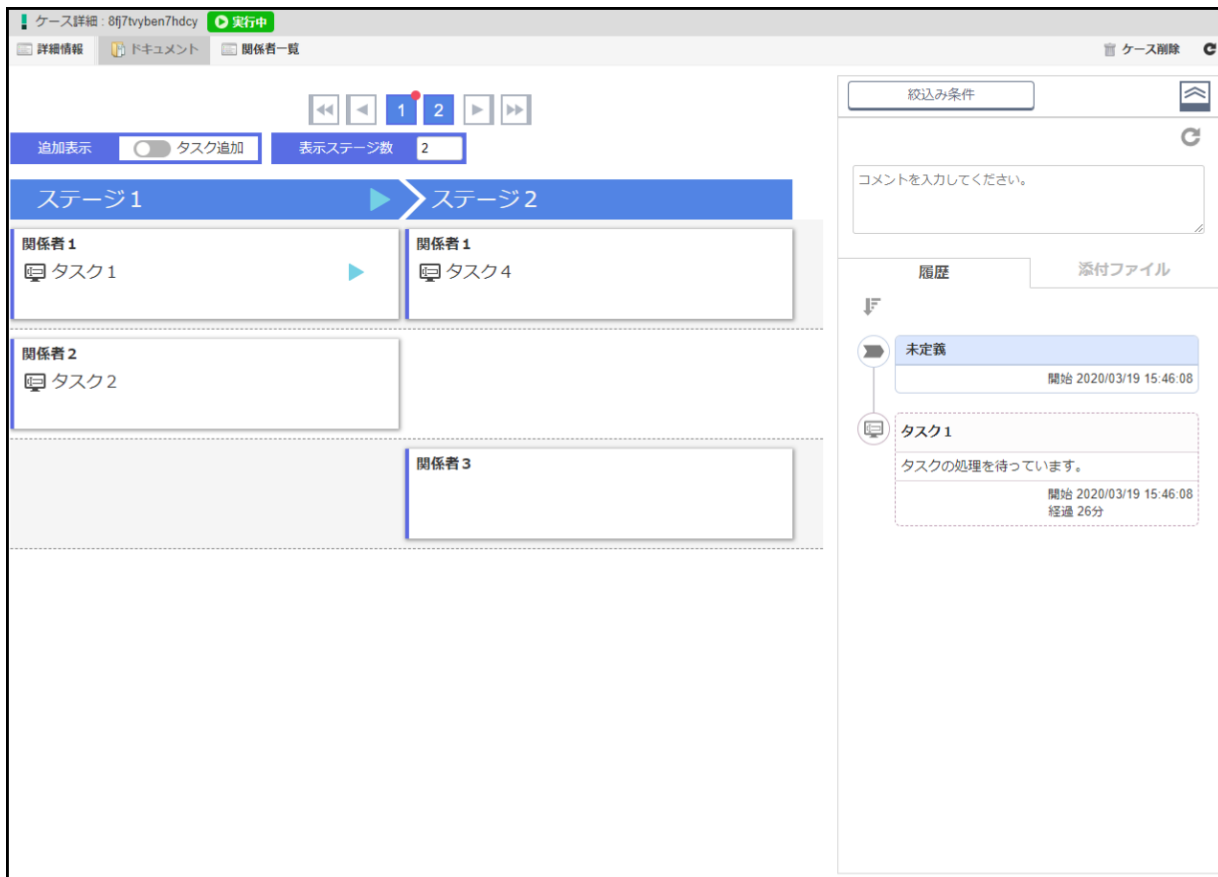 ケース詳細 : 8fj7tvyben7hdcy 実行中
詳細情報 ドキュメント 関係者一覧 ケース削除
1 2
追加表示 タスク追加 表示ステージ数 2
ステージ1 ステージ2
関係者1 関係者1
タスク1 タスク4
関係者2
タスク2
関係者3
絞込み条件
コメントを入力してください。
履歴 添付ファイル
未定義
開始 2020/03/19 15:46:08
タスク1
タスクの処理を待っています。
開始 2020/03/19 15:46:08
経過 26分